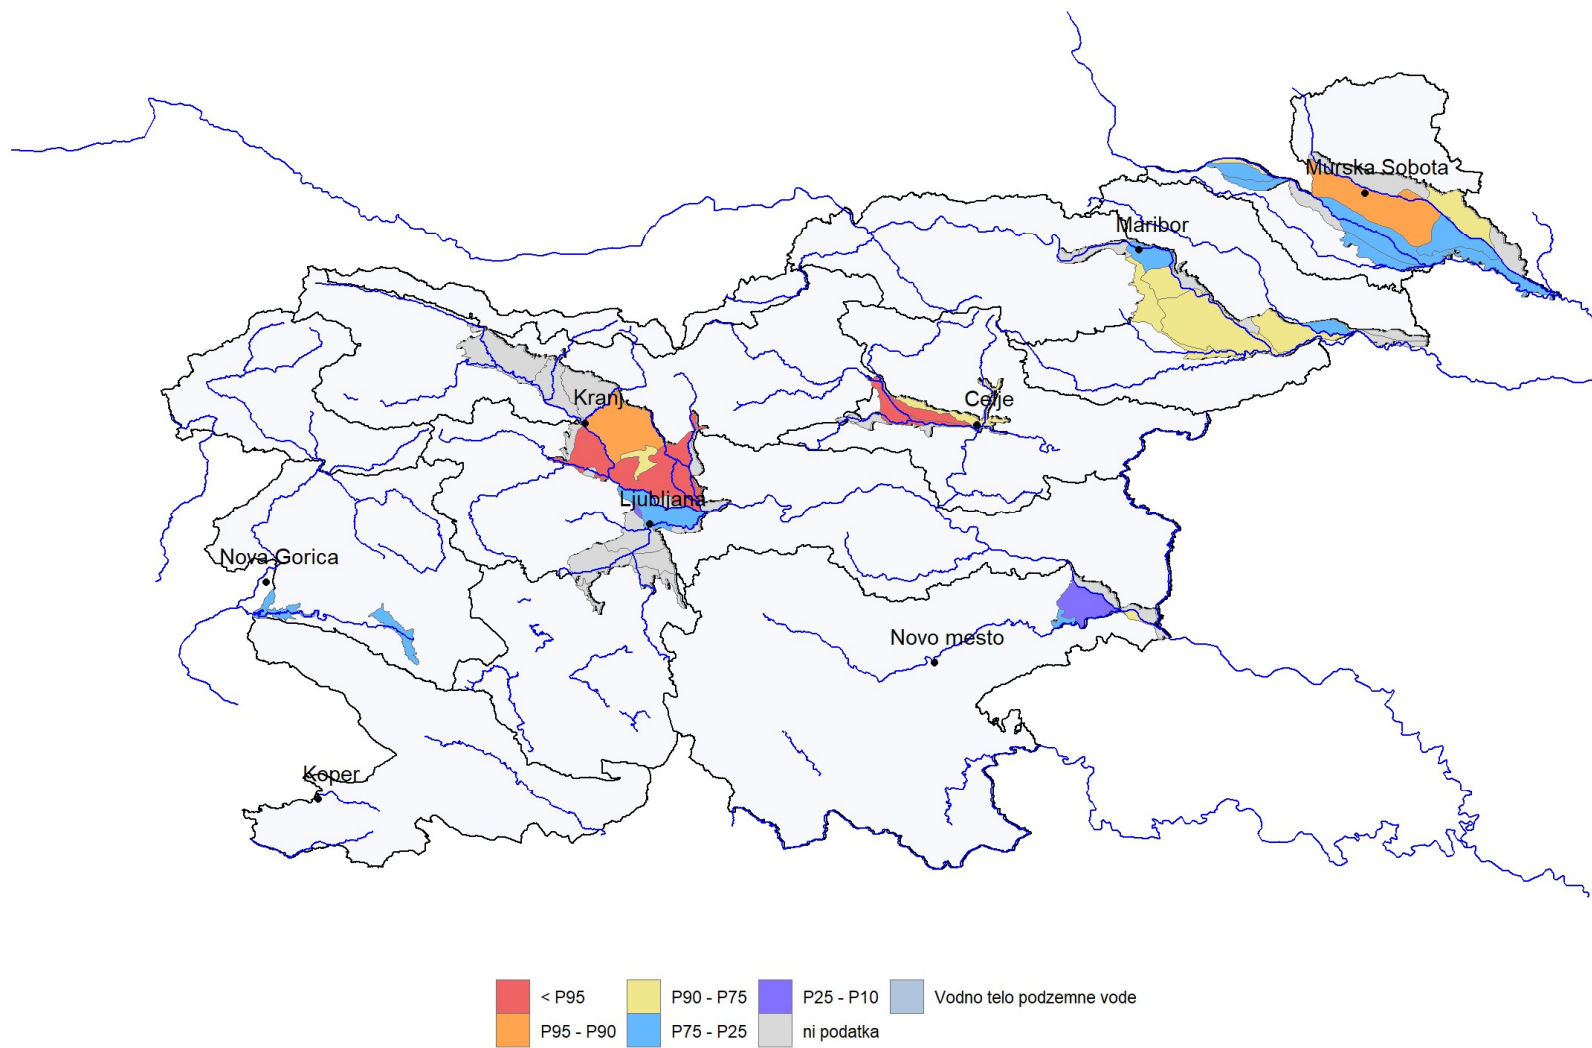 Murska Sobota
Maribor
Kranj
Celje
Ljubljana
Nova Gorica
Novo mesto
Koper
< P95
P90 - P75
P25 - P10
Vodno telo podzemne vode
P95 - P90
P75 - P25
ni podatka